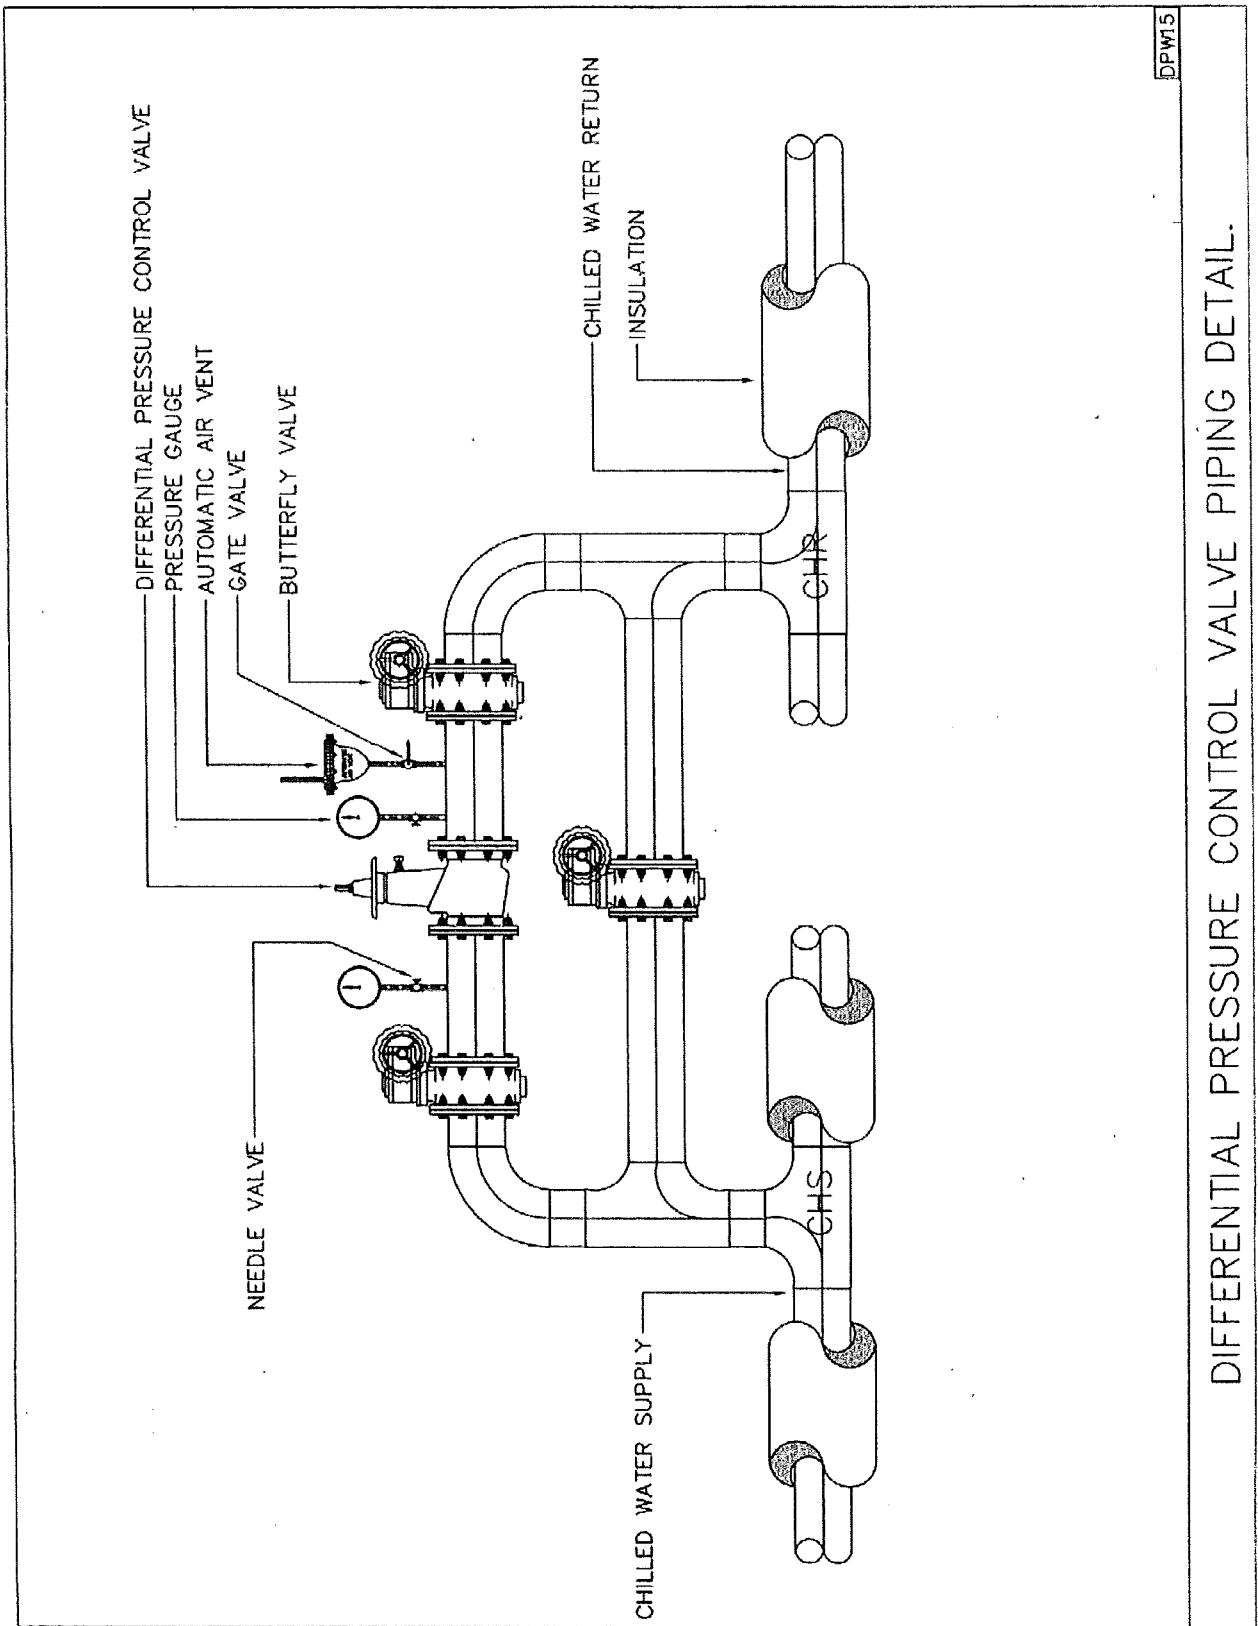 DIFFERENTIAL PRESSURE CONTROL VALVE
PRESSURE GAUGE
AUTOMATIC AIR VENT
GATE VALVE
BUTTERFLY VALVE
NEEDLE VALVE
CHILLED WATER RETURN
INSULATION
CHILLED WATER SUPPLY
CHS
CHR
DPW15
DIFFERENTIAL PRESSURE CONTROL VALVE PIPING DETAIL.